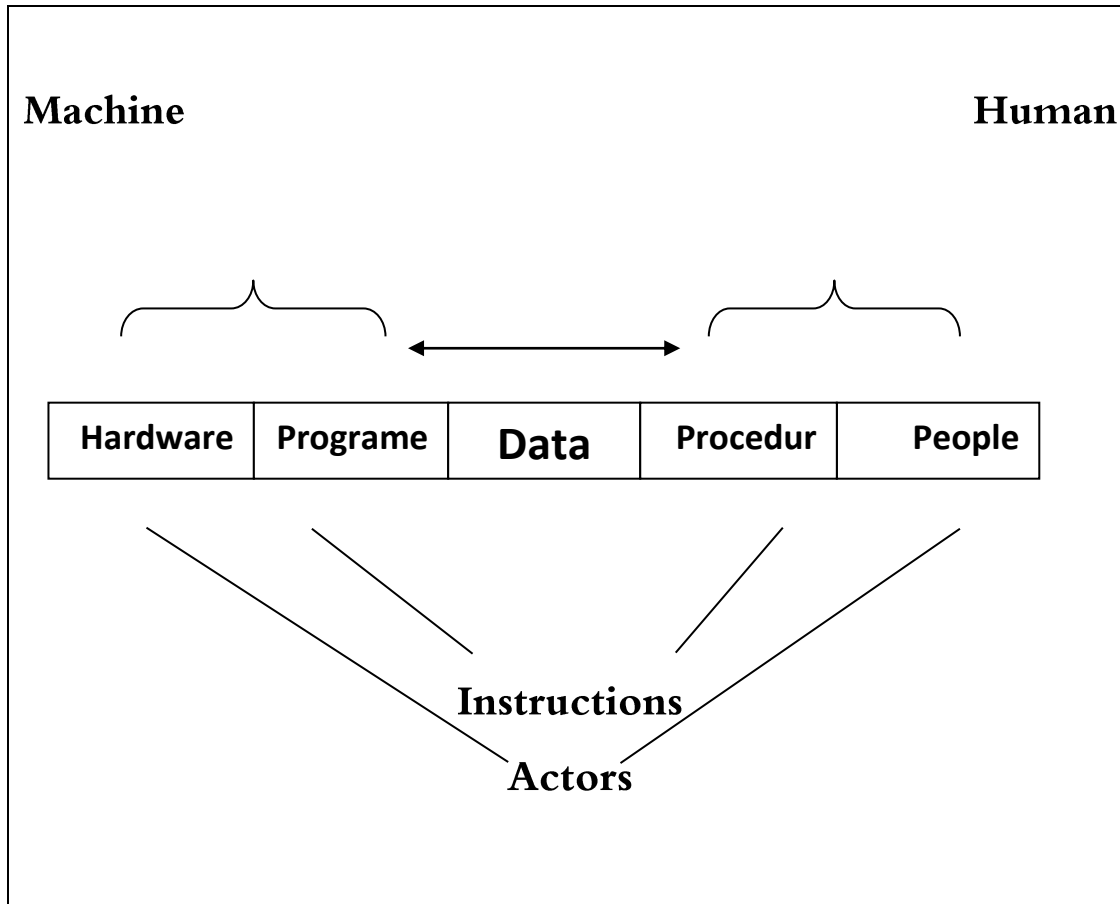 Machine Human
Hardware Programe Data Procedur People
Instructions
Actors